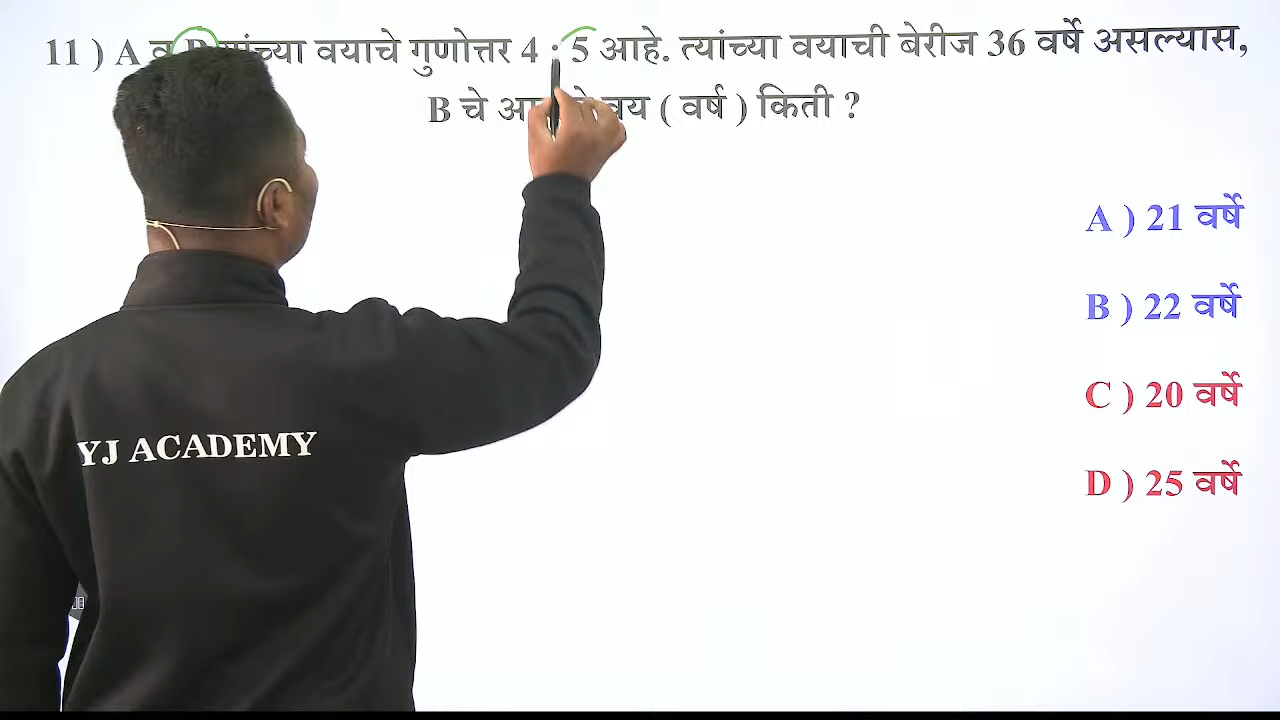 11 ) A व यांच्या वयाचे गुणोत्तर 4 : 5 आहे. त्यांच्या वयाची बेरीज 36 वर्षे असल्यास,
B चे वय ( वर्ष ) किती ?
A ) 21 वर्षे
B ) 22 वर्षे
C ) 20 वर्षे
D ) 25 वर्षे
YJ ACADEMY